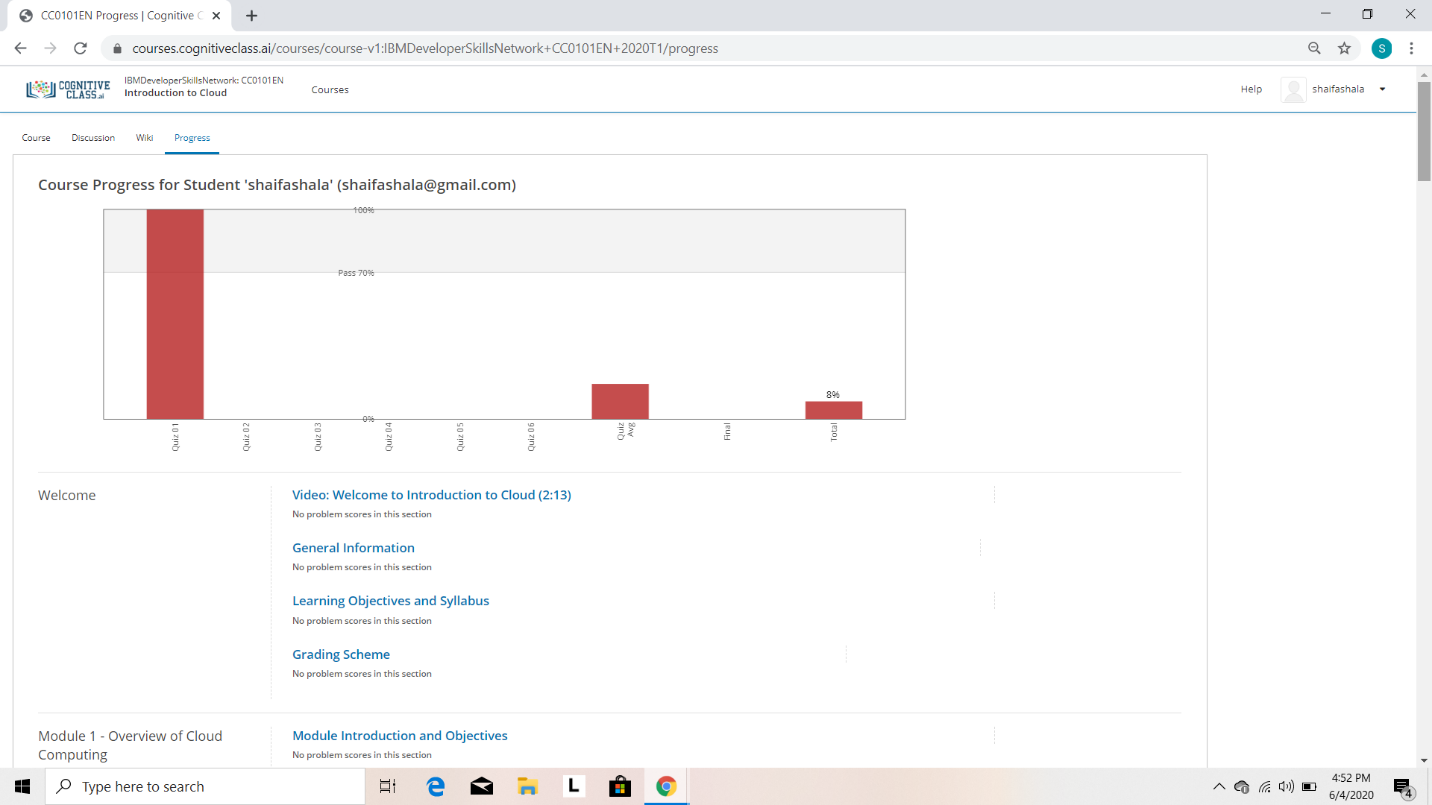 CC0101EN Progress | Cognitive C
courses.cognitiveclass.ai/courses/course-v1:IBMDeveloperSkillsNetwork+CC0101EN+2020T1/progress
S
COGNITIVE
CLASS.ai
IBMDeveloperSkillsNetwork: CC0101EN
Introduction to Cloud
Courses
Help
shaifashala
Course
Discussion
Wiki
Progress
Course Progress for Student 'shaifashala' (shaifashala@gmail.com)
100%
Pass 70%
0%
8%
Quiz 01
Quiz 02
Quiz 03
Quiz 04
Quiz 05
Quiz 06
Quiz
Avg
Final
Total
Welcome
Video: Welcome to Introduction to Cloud (2:13)
No problem scores in this section
General Information
No problem scores in this section
Learning Objectives and Syllabus
No problem scores in this section
Grading Scheme
No problem scores in this section
Module 1 - Overview of Cloud
Computing
Module Introduction and Objectives
No problem scores in this section
Type here to search
L
4:52 PM
6/4/2020
4